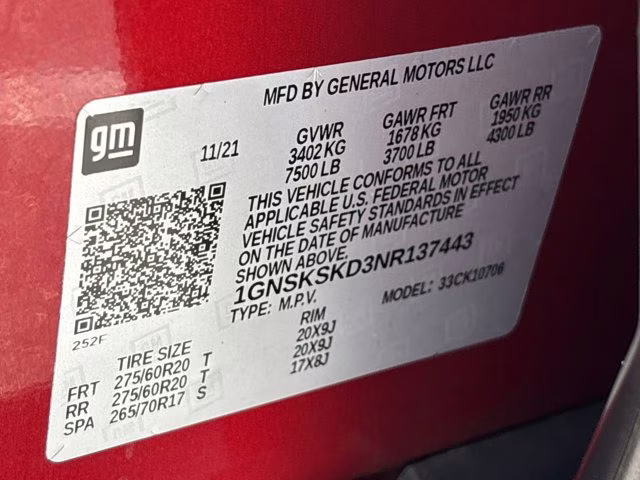 MFD BY GENERAL MOTORS LLC
gm
11/21
GVWR GAWR FRT GAWR RR
3402 KG 1678 KG 1950 KG
7500 LB 3700 LB 4300 LB
THIS VEHICLE CONFORMS TO ALL
APPLICABLE U.S. FEDERAL MOTOR
VEHICLE SAFETY STANDARDS IN EFFECT
ON THE DATE OF MANUFACTURE
SHOWN ABOVE.
1GNSKSKD3NR137443
TYPE: M.P.V. MODEL: 33CK10706
252F
TIRE SIZE RIM
FRT 275/60R20 T 20X9J
RR 275/60R20 T 20X9J
SPA 265/70R17 S 17X8J